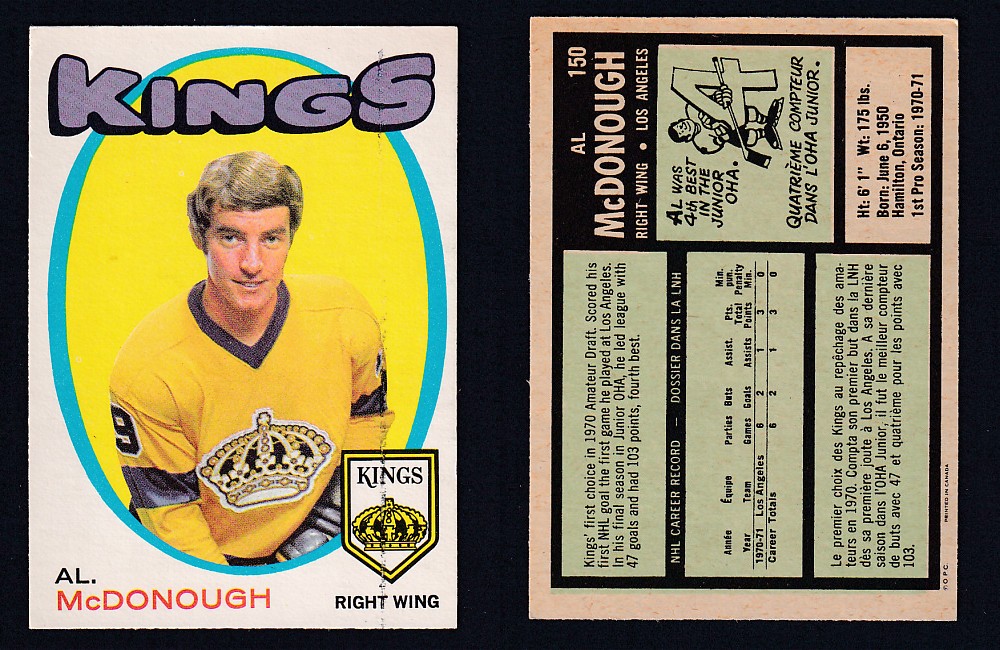 KINGS
9
KINGS
AL.
McDONOUGH
RIGHT WING
150
AL
McDONOUGH
RIGHT WING • LOS ANGELES
4
AL WAS
4th BEST
IN THE
JUNIOR
OHA.
QUATRIÈME COMPTEUR
DANS L'OHA JUNIOR.
Ht: 6' 1" Wt: 175 lbs.
Born: June 6, 1950
Hamilton, Ontario
1st Pro Season: 1970-71
Kings' first choice in 1970 Amateur Draft. Scored his
first NHL goal the first game he played at Los Angeles.
In his final season in Junior OHA, he led league with
47 goals and had 103 points, fourth best.
NHL CAREER RECORD — DOSSIER DANS LA LNH
Année Équipe Parties Buts Assist. Pts. Total Min. pun.
Year Team Games Goals Assists Points Penalty Min.
1970-71 Los Angeles 6 2 1 3 0
Career Totals 6 2 1 3 0
Le premier choix des Kings au repêchage des ama-
teurs en 1970. Compta son premier but dans la LNH
dès sa première joute à Los Angeles. A sa dernière
saison dans l'OHA Junior, il fut le meilleur compteur
de buts avec 47 et quatrième pour les points avec
103.
© O.P.C. PRINTED IN CANADA